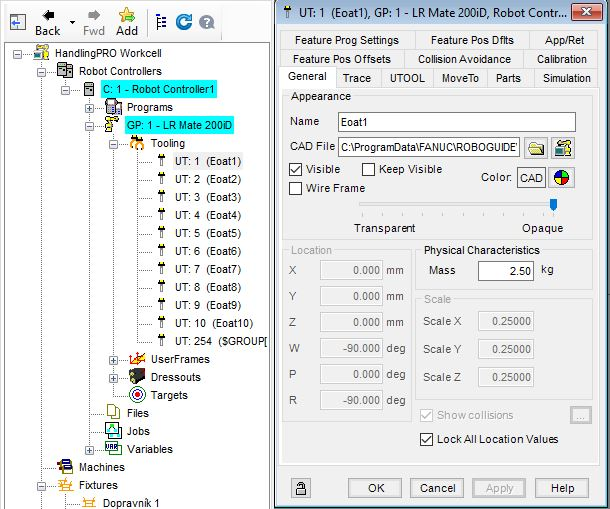 Back
Fwd
Add
HandlingPRO Workcell
Robot Controllers
C: 1 - Robot Controller1
Programs
GP: 1 - LR Mate 200iD
Tooling
UT: 1 (Eoat1)
UT: 2 (Eoat2)
UT: 3 (Eoat3)
UT: 4 (Eoat4)
UT: 5 (Eoat5)
UT: 6 (Eoat6)
UT: 7 (Eoat7)
UT: 8 (Eoat8)
UT: 9 (Eoat9)
UT: 10 (Eoat10)
UT: 254 ($GROUP[
UserFrames
Dressouts
Targets
Files
Jobs
VAR Variables
Machines
Fixtures
Dopravník 1
UT: 1 (Eoat1), GP: 1 - LR Mate 200iD, Robot Contr...
Feature Prog Settings Feature Pos Dflts App/Ret
Feature Pos Offsets Collision Avoidance Calibration
General Trace UTOOL MoveTo Parts Simulation
Appearance
Name Eoat1
CAD File C:\ProgramData\FANUC\ROBOGUIDE\
Visible Keep Visible
Wire Frame
Color: CAD
Transparent Opaque
Location
X 0.000 mm
Y 0.000 mm
Z 0.000 mm
W -90.000 deg
P 0.000 deg
R -90.000 deg
Physical Characteristics
Mass 2.50 kg
Scale
Scale X 0.25000
Scale Y 0.25000
Scale Z 0.25000
Show collisions ...
Lock All Location Values
OK Cancel Apply Help